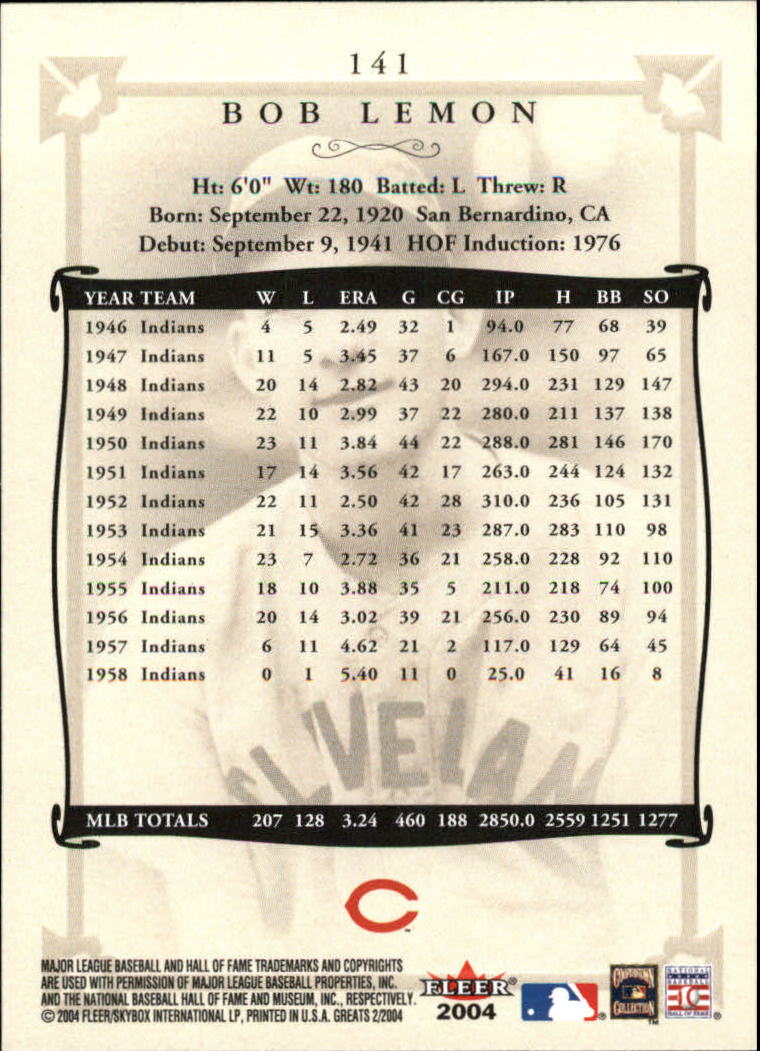 141
BOB LEMON
Ht: 6'0" Wt: 180 Batted: L Threw: R
Born: September 22, 1920 San Bernardino, CA
Debut: September 9, 1941 HOF Induction: 1976
YEAR TEAM W L ERA G CG IP H BB SO
1946 Indians 4 5 2.49 32 1 94.0 77 68 39
1947 Indians 11 5 3.45 37 6 167.0 150 97 65
1948 Indians 20 14 2.82 43 20 294.0 231 129 147
1949 Indians 22 10 2.99 37 22 280.0 211 137 138
1950 Indians 23 11 3.84 44 22 288.0 281 146 170
1951 Indians 17 14 3.56 42 17 263.0 244 124 132
1952 Indians 22 11 2.50 42 28 310.0 236 105 131
1953 Indians 21 15 3.36 41 23 287.0 283 110 98
1954 Indians 23 7 2.72 36 21 258.0 228 92 110
1955 Indians 18 10 3.88 35 5 211.0 218 74 100
1956 Indians 20 14 3.02 39 21 256.0 230 89 94
1957 Indians 6 11 4.62 21 2 117.0 129 64 45
1958 Indians 0 1 5.40 11 0 25.0 41 16 8
CLEVELAN
MLB TOTALS 207 128 3.24 460 188 2850.0 2559 1251 1277
C
MAJOR LEAGUE BASEBALL AND HALL OF FAME TRADEMARKS AND COPYRIGHTS
ARE USED WITH PERMISSION OF MAJOR LEAGUE BASEBALL PROPERTIES, INC.
AND THE NATIONAL BASEBALL HALL OF FAME AND MUSEUM, INC., RESPECTIVELY.
© 2004 FLEER/SKYBOX INTERNATIONAL LP, PRINTED IN U.S.A. GREATS 2/2004
FLEER®
2004
COOPERSTOWN
COLLECTION
NATIONAL
BASEBALL
HALL OF FAME